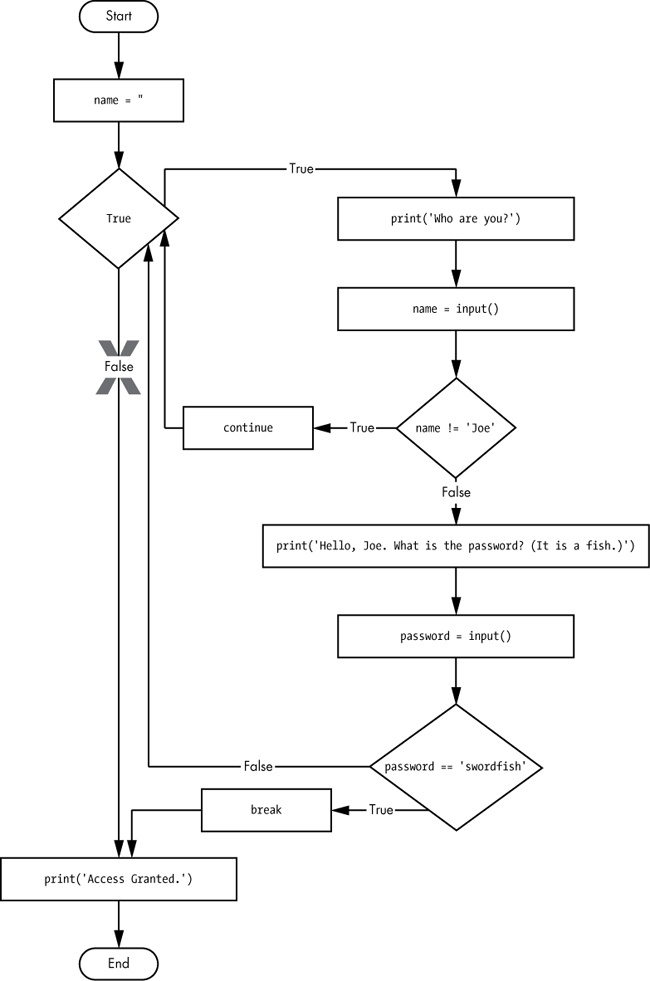 Start
name = ''
True
True
print('Who are you?')
name = input()
False
continue
True
name != 'Joe'
False
print('Hello, Joe. What is the password? (It is a fish.)')
password = input()
False
password == 'swordfish'
break
True
print('Access Granted.')
End